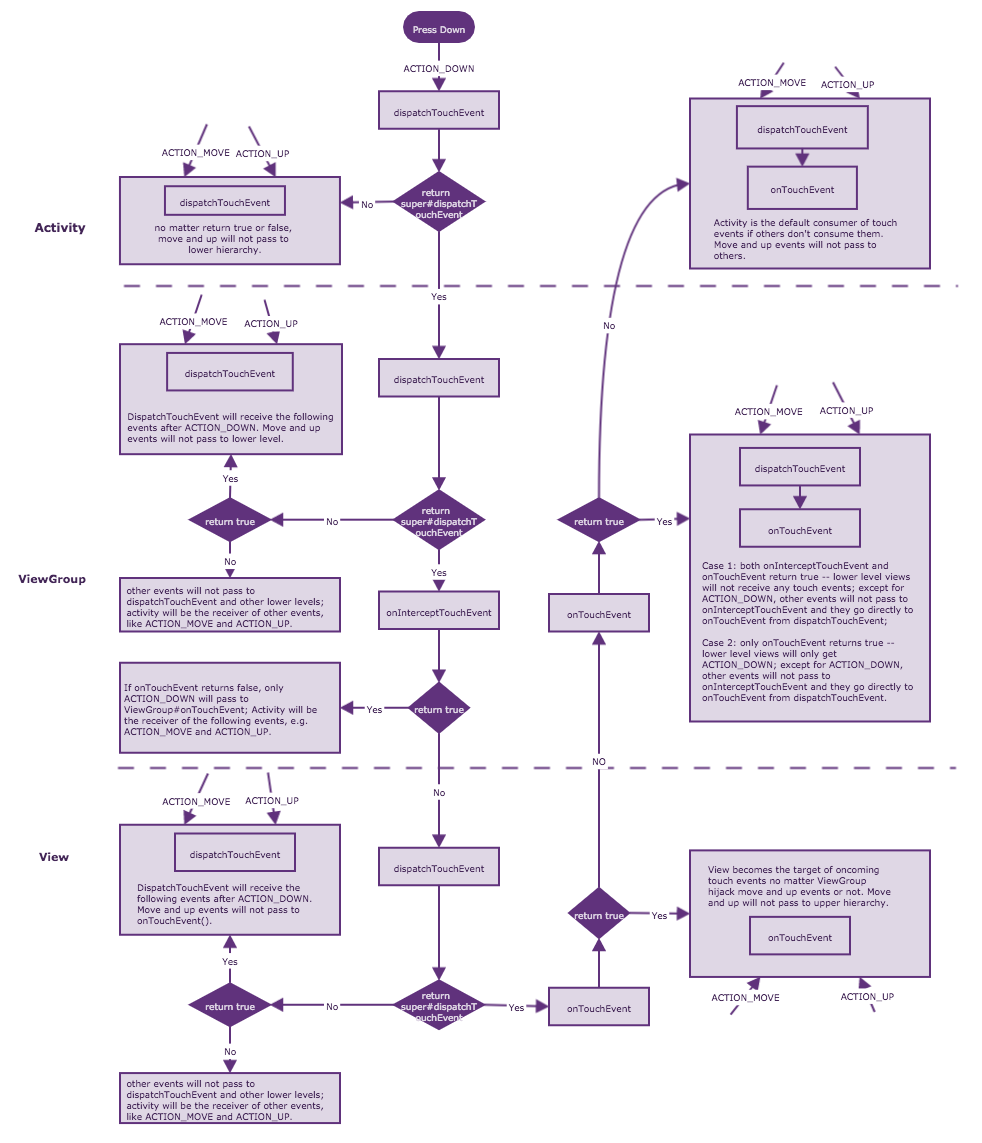 Press Down
ACTION_DOWN
dispatchTouchEvent
return
super#dispatchT
ouchEvent
No
Yes
Activity
ACTION_MOVE
ACTION_UP
dispatchTouchEvent
no matter return true or false,
move and up will not pass to
lower hierarchy.
ACTION_MOVE
ACTION_UP
dispatchTouchEvent
onTouchEvent
Activity is the default consumer of touch
events if others don't consume them.
Move and up events will not pass to
others.
No
ViewGroup
ACTION_MOVE
ACTION_UP
dispatchTouchEvent
DispatchTouchEvent will receive the following
events after ACTION_DOWN. Move and up
events will not pass to lower level.
Yes
return true
No
No
other events will not pass to
dispatchTouchEvent and other lower levels;
activity will be the receiver of other events,
like ACTION_MOVE and ACTION_UP.
dispatchTouchEvent
return
super#dispatchT
ouchEvent
Yes
onInterceptTouchEvent
return true
Yes
If onTouchEvent returns false, only
ACTION_DOWN will pass to
ViewGroup#onTouchEvent; Activity will be
the receiver of the following events, e.g.
ACTION_MOVE and ACTION_UP.
No
return true
Yes
onTouchEvent
NO
ACTION_MOVE
ACTION_UP
dispatchTouchEvent
onTouchEvent
Case 1: both onInterceptTouchEvent and
onTouchEvent return true -- lower level views
will not receive any touch events; except for
ACTION_DOWN, other events will not pass to
onInterceptTouchEvent and they go directly to
onTouchEvent from dispatchTouchEvent;
Case 2: only onTouchEvent returns true --
lower level views will only get
ACTION_DOWN; except for ACTION_DOWN,
other events will not pass to
onInterceptTouchEvent and they go directly to
onTouchEvent from dispatchTouchEvent.
View
ACTION_MOVE
ACTION_UP
dispatchTouchEvent
DispatchTouchEvent will receive the
following events after ACTION_DOWN.
Move and up events will not pass to
onTouchEvent().
Yes
return true
No
No
other events will not pass to
dispatchTouchEvent and other lower levels;
activity will be the receiver of other events,
like ACTION_MOVE and ACTION_UP.
dispatchTouchEvent
return
super#dispatchT
ouchEvent
Yes
onTouchEvent
return true
Yes
View becomes the target of oncoming
touch events no matter ViewGroup
hijack move and up events or not. Move
and up will not pass to upper hierarchy.
onTouchEvent
ACTION_MOVE
ACTION_UP